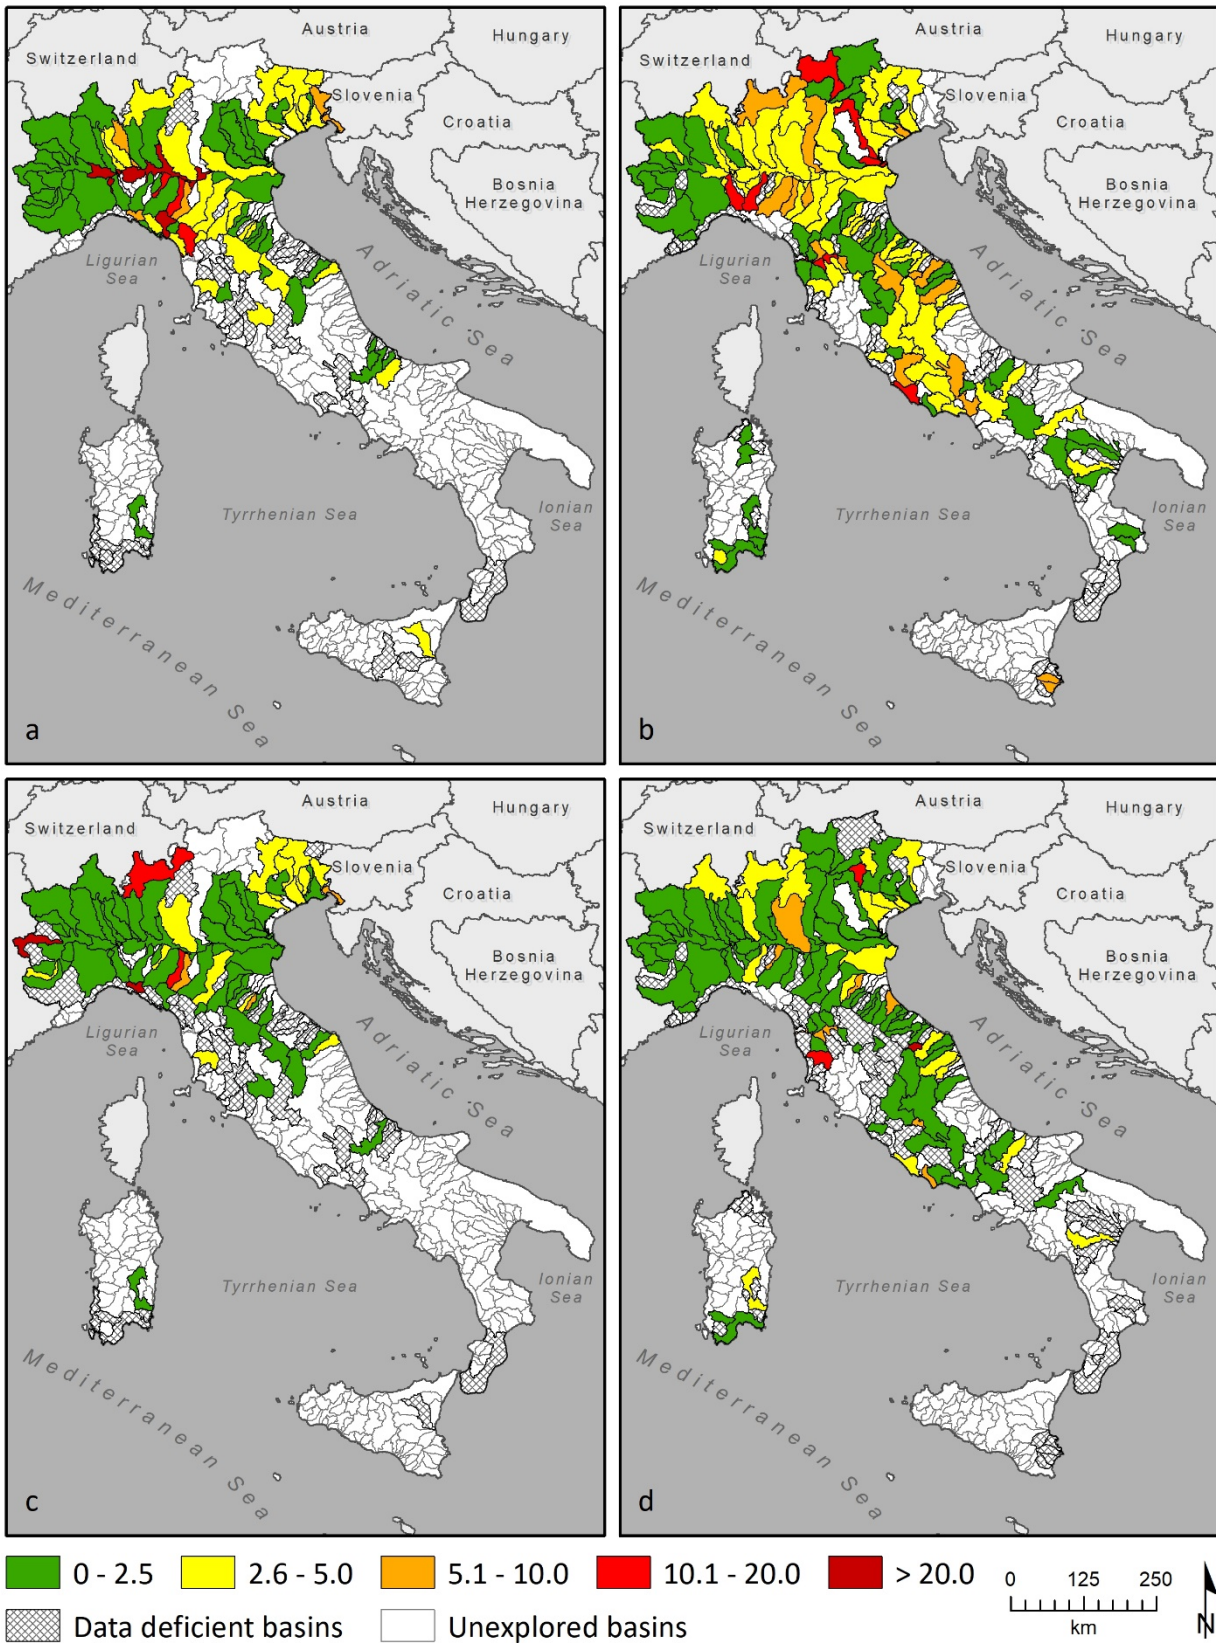 Austria
Hungary
Switzerland
Slovenia
Croatia
Bosnia
Herzegovina
Ligurian
Sea
Adriatic Sea
Tyrrhenian Sea
Ionian
Sea
Mediterranean Sea
a
Austria
Hungary
Switzerland
Slovenia
Croatia
Bosnia
Herzegovina
Ligurian
Sea
Adriatic Sea
Tyrrhenian Sea
Ionian
Sea
Mediterranean Sea
b
Austria
Hungary
Switzerland
Slovenia
Croatia
Bosnia
Herzegovina
Ligurian
Sea
Adriatic Sea
Tyrrhenian Sea
Ionian
Sea
Mediterranean Sea
c
Austria
Hungary
Switzerland
Slovenia
Croatia
Bosnia
Herzegovina
Ligurian
Sea
Adriatic Sea
Tyrrhenian Sea
Ionian
Sea
Mediterranean Sea
d
0 - 2.5 2.6 - 5.0 5.1 - 10.0 10.1 - 20.0 > 20.0
Data deficient basins Unexplored basins
0 125 250
km
N